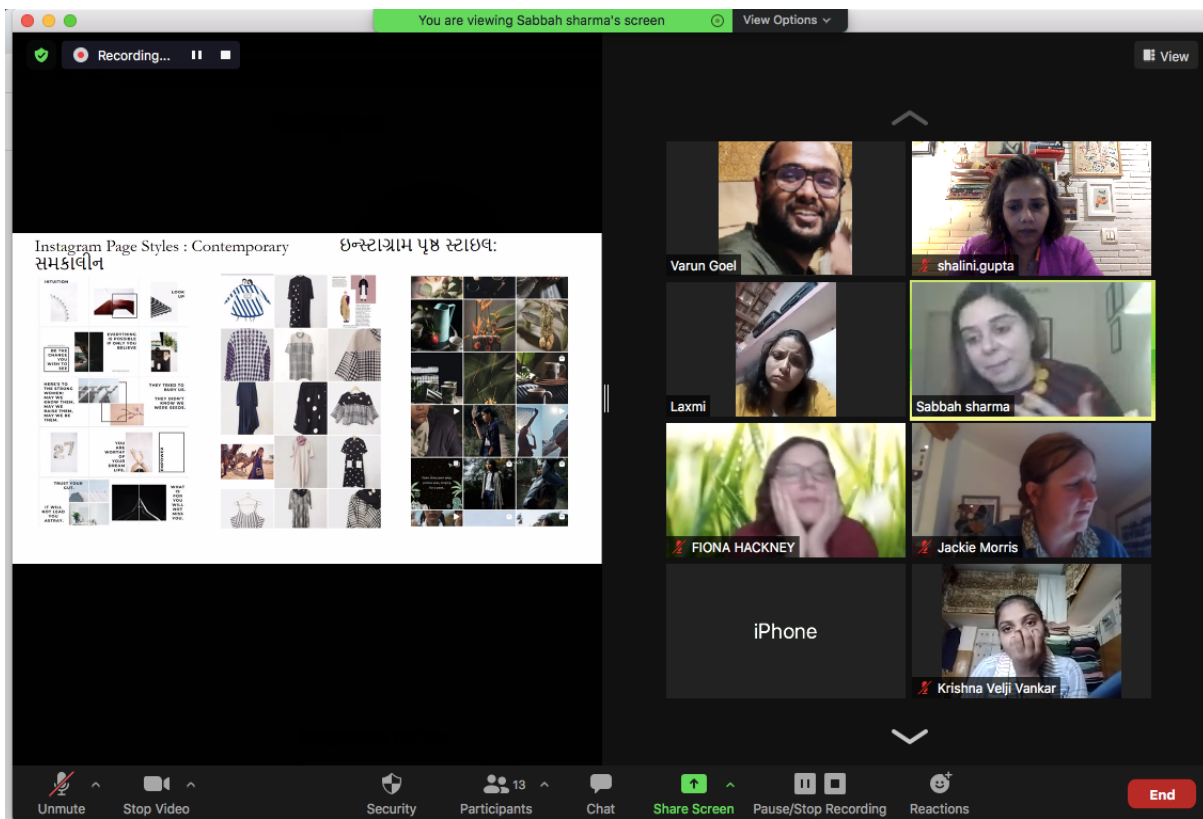 You are viewing Sabbah sharma's screen
View Options
Recording...
View
Instagram Page Styles : Contemporary ઇન્સ્ટાગ્રામ પૃષ્ઠ સ્ટાઇલ:
સમકાલીન
INTUITION
LOOK
UP
EVERYTHING
IS POSSIBLE
IF ONLY YOU
BELIEVE
BE THE
CHANGE
YOU
WISH TO
SEE
HERE'S TO
THE STRONG
WOMEN:
MAY WE
KNOW THEM,
MAY WE
RAISE THEM,
MAY WE BE
THEM.
THEY TRIED TO
BURY US.
THEY DIDN'T
KNOW WE
WERE SEEDS.
27
YOU
ARE
WORTHY
OF
YOUR
DREAM
LIFE.
TRUST YOUR
GUT.
IT WILL
NOT LEAD
YOU
ASTRAY.
WHAT
IS
FOR
YOU
WILL
NOT
MISS
YOU.
Varun Goel
shalini.gupta
Laxmi
Sabbah sharma
FIONA HACKNEY
Jackie Morris
iPhone
Krishna Velji Vankar
Unmute
Stop Video
Security
13
Participants
Chat
Share Screen
Pause/Stop Recording
Reactions
End